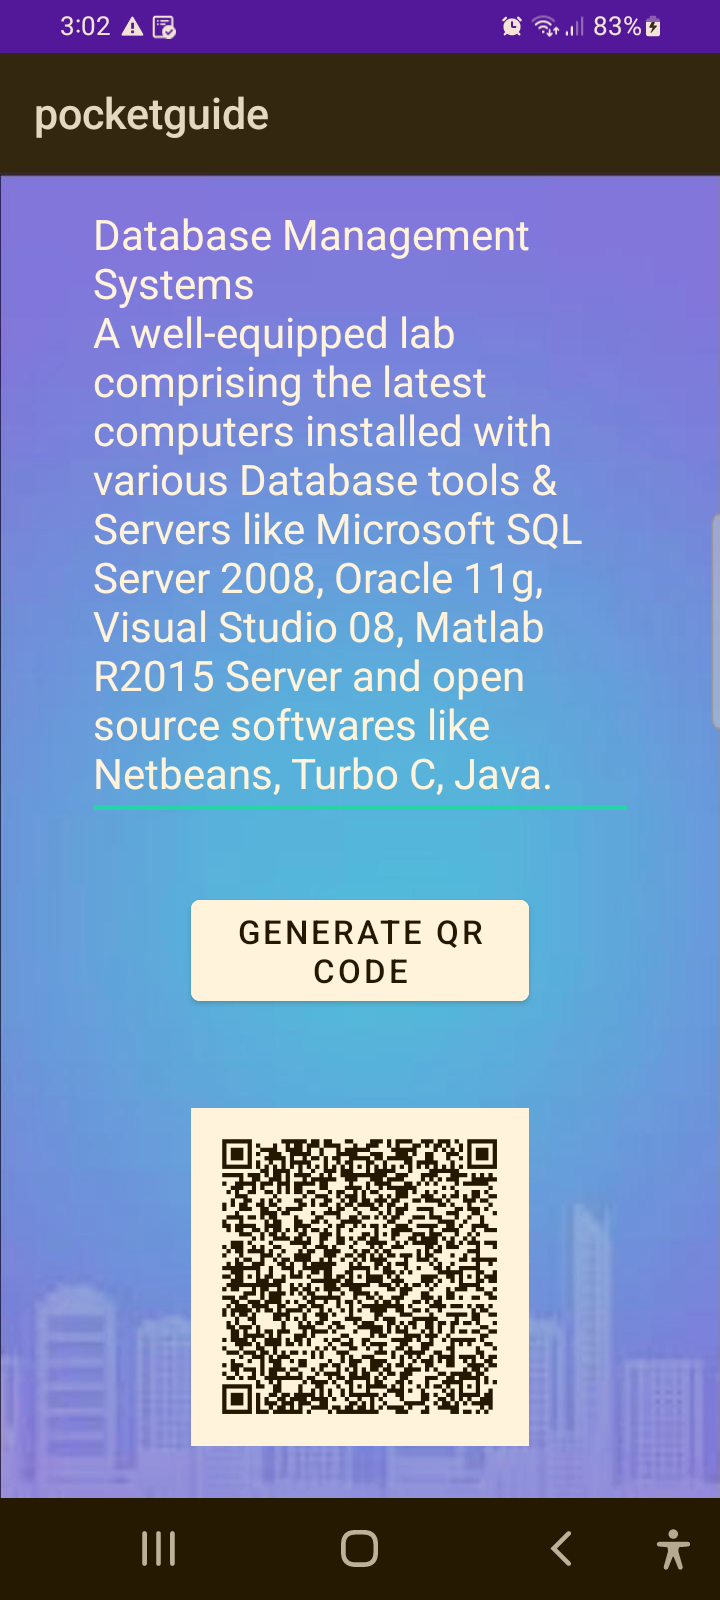 3:02
83%
pocketguide
Database Management
Systems
A well-equipped lab
comprising the latest
computers installed with
various Database tools &
Servers like Microsoft SQL
Server 2008, Oracle 11g,
Visual Studio 08, Matlab
R2015 Server and open
source softwares like
Netbeans, Turbo C, Java.
GENERATE QR
CODE